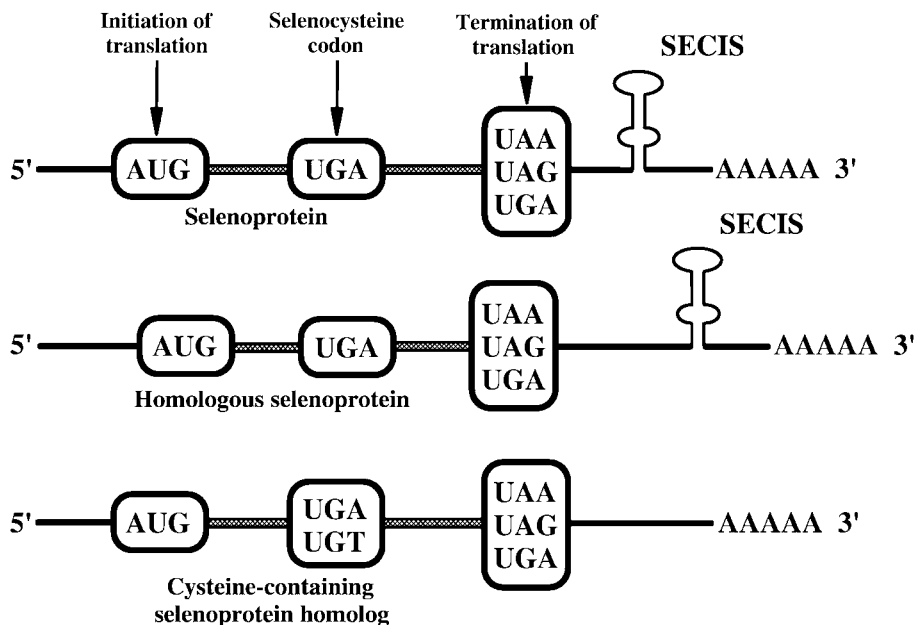 Initiation of
translation
Selenocysteine
codon
Termination of
translation
SECIS
5'
AUG
UGA
UAA
UAG
UGA
AAAAA 3'
Selenoprotein
SECIS
5'
AUG
UGA
UAA
UAG
UGA
AAAAA 3'
Homologous selenoprotein
5'
AUG
UGA
UGT
UAA
UAG
UGA
AAAAA 3'
Cysteine-containing
selenoprotein homolog